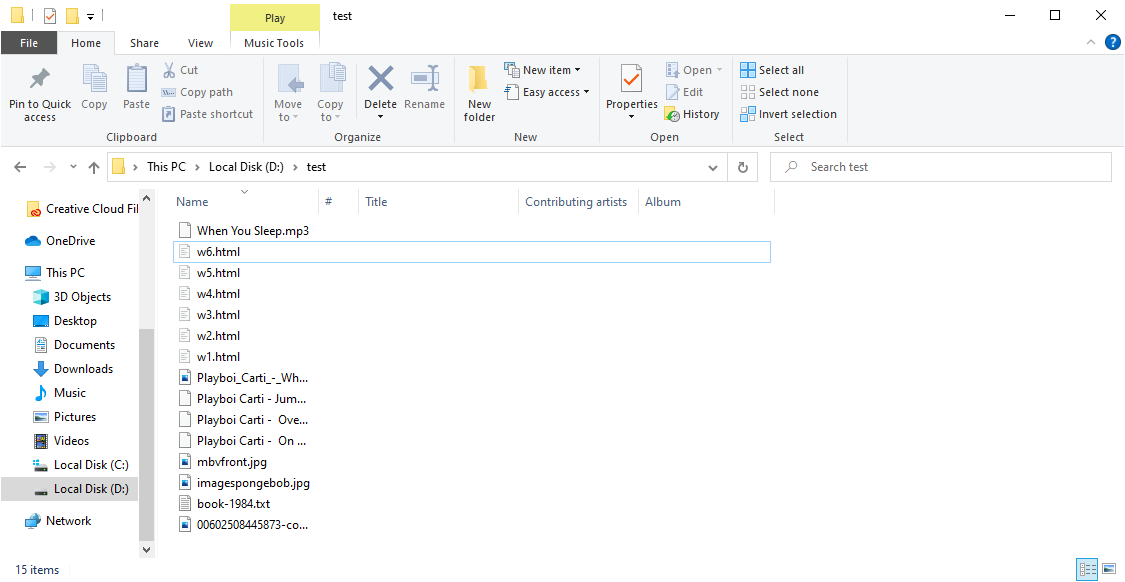 Play
test
File
Home
Share
View
Music Tools
Pin to Quick access
Copy
Paste
Cut
Copy path
Paste shortcut
Clipboard
Move to
Copy to
Delete
Rename
Organize
New folder
New item
Easy access
New
Properties
Open
Edit
History
Open
Select all
Select none
Invert selection
Select
This PC > Local Disk (D:) > test
Search test
Creative Cloud Fil
OneDrive
This PC
3D Objects
Desktop
Documents
Downloads
Music
Pictures
Videos
Local Disk (C:)
Local Disk (D:)
Network
Name # Title Contributing artists Album
When You Sleep.mp3
w6.html
w5.html
w4.html
w3.html
w2.html
w1.html
Playboi_Carti_-_Wh...
Playboi Carti - Jum...
Playboi Carti -  Ove...
Playboi Carti -  On ...
mbvfront.jpg
imagespongebob.jpg
book-1984.txt
00602508445873-co...
15 items